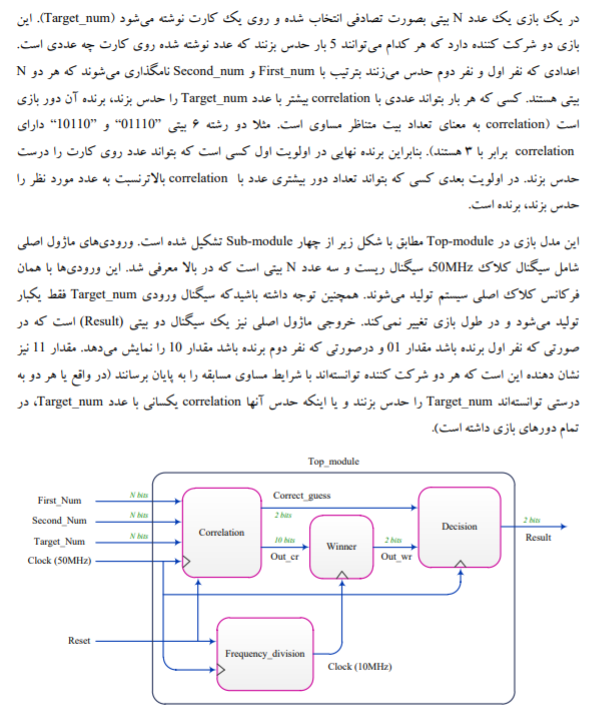 در یک بازی یک عدد N بیتی بصورت تصادفی انتخاب شده و روی یک کارت نوشته می‌شود (Target_num). این
بازی دو شرکت کننده دارد که هر کدام می‌توانند 5 بار حدس بزنند که عدد نوشته شده روی کارت چه عددی است.
اعدادی که نفر اول و نفر دوم حدس می‌زنند بترتیب با First_num و Second_num نامگذاری می‌شوند که هر دو N
بیتی هستند. کسی که هر بار بتواند عددی با correlation بیشتر با عدد Target_num را حدس بزند، برنده آن دور بازی
است (correlation به معنای تعداد بیت متناظر مساوی است. مثلا دو رشته ۶ بیتی "01110" و "10110" دارای
correlation برابر با ۳ هستند). بنابراین برنده نهایی در اولویت اول کسی است که بتواند عدد روی کارت را درست
حدس بزند. در اولویت بعدی کسی که بتواند تعداد دور بیشتری عدد با correlation بالاترنسبت به عدد مورد نظر را
حدس بزند، برنده است.
این مدل بازی در Top-module مطابق با شکل زیر از چهار Sub-module تشکیل شده است. ورودی‌های ماژول اصلی
شامل سیگنال کلاک 50MHz، سیگنال ریست و سه عدد N بیتی است که در بالا معرفی شد. این ورودی‌ها با همان
فرکانس کلاک اصلی سیستم تولید می‌شوند. همچنین توجه داشته باشیدکه سیگنال ورودی Target_num فقط یکبار
تولید می‌شود و در طول بازی تغییر نمی‌کند. خروجی ماژول اصلی نیز یک سیگنال دو بیتی (Result) است که در
صورتی که نفر اول برنده باشد مقدار 01 و درصورتی که نفر دوم برنده باشد مقدار 10 را نمایش می‌دهد. مقدار 11 نیز
نشان دهنده این است که هر دو شرکت کننده توانسته‌اند با شرایط مساوی مسابقه را به پایان برسانند (در واقع یا هر دو به
درستی توانسته‌اند Target_num را حدس بزنند و یا اینکه حدس آنها correlation یکسانی با عدد Target_num، در
تمام دورهای بازی داشته است).
Top_module
First_Num
N bits
Second_Num
N bits
Target_Num
N bits
Clock (50MHz)
Correlation
Correct_guess
2 bits
10 bits
Out_cr
Winner
2 bits
Out_wr
Decision
2 bits
Result
Reset
Frequency_division
Clock (10MHz)